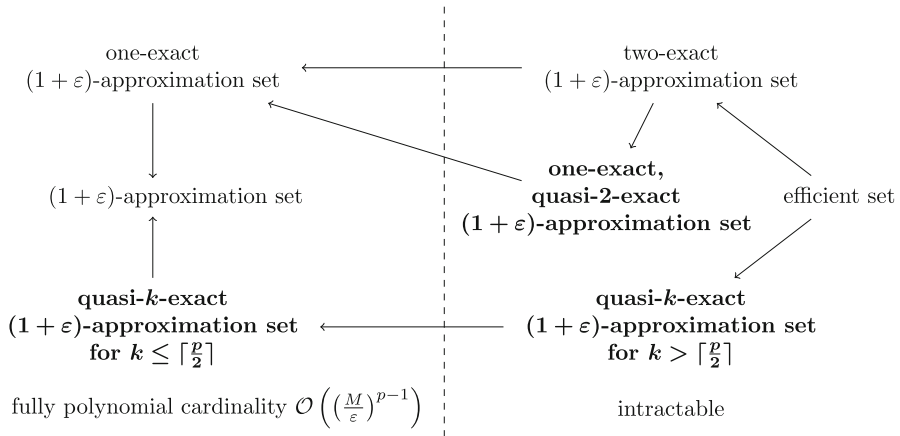 one-exact
(1 + ε)-approximation set
two-exact
(1 + ε)-approximation set
(1 + ε)-approximation set
one-exact,
quasi-2-exact
(1 + ε)-approximation set
efficient set
quasi-k-exact
(1 + ε)-approximation set
for k ≤ ⌈p/2⌉
quasi-k-exact
(1 + ε)-approximation set
for k > ⌈p/2⌉
fully polynomial cardinality 𝒪((M/ε)^{p−1})
intractable